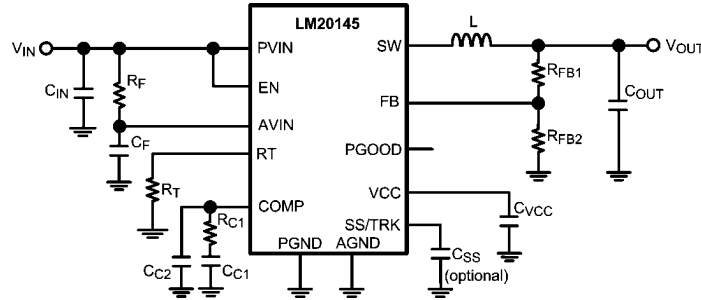 LM20145
VIN
PVIN
SW
L
VOUT
CIN
RF
EN
RFB1
COUT
FB
AVIN
CF
RFB2
RT
PGOOD
RT
VCC
COMP
RC1
CVCC
SS/TRK
CC2
CC1
PGND
AGND
CSS
(optional)